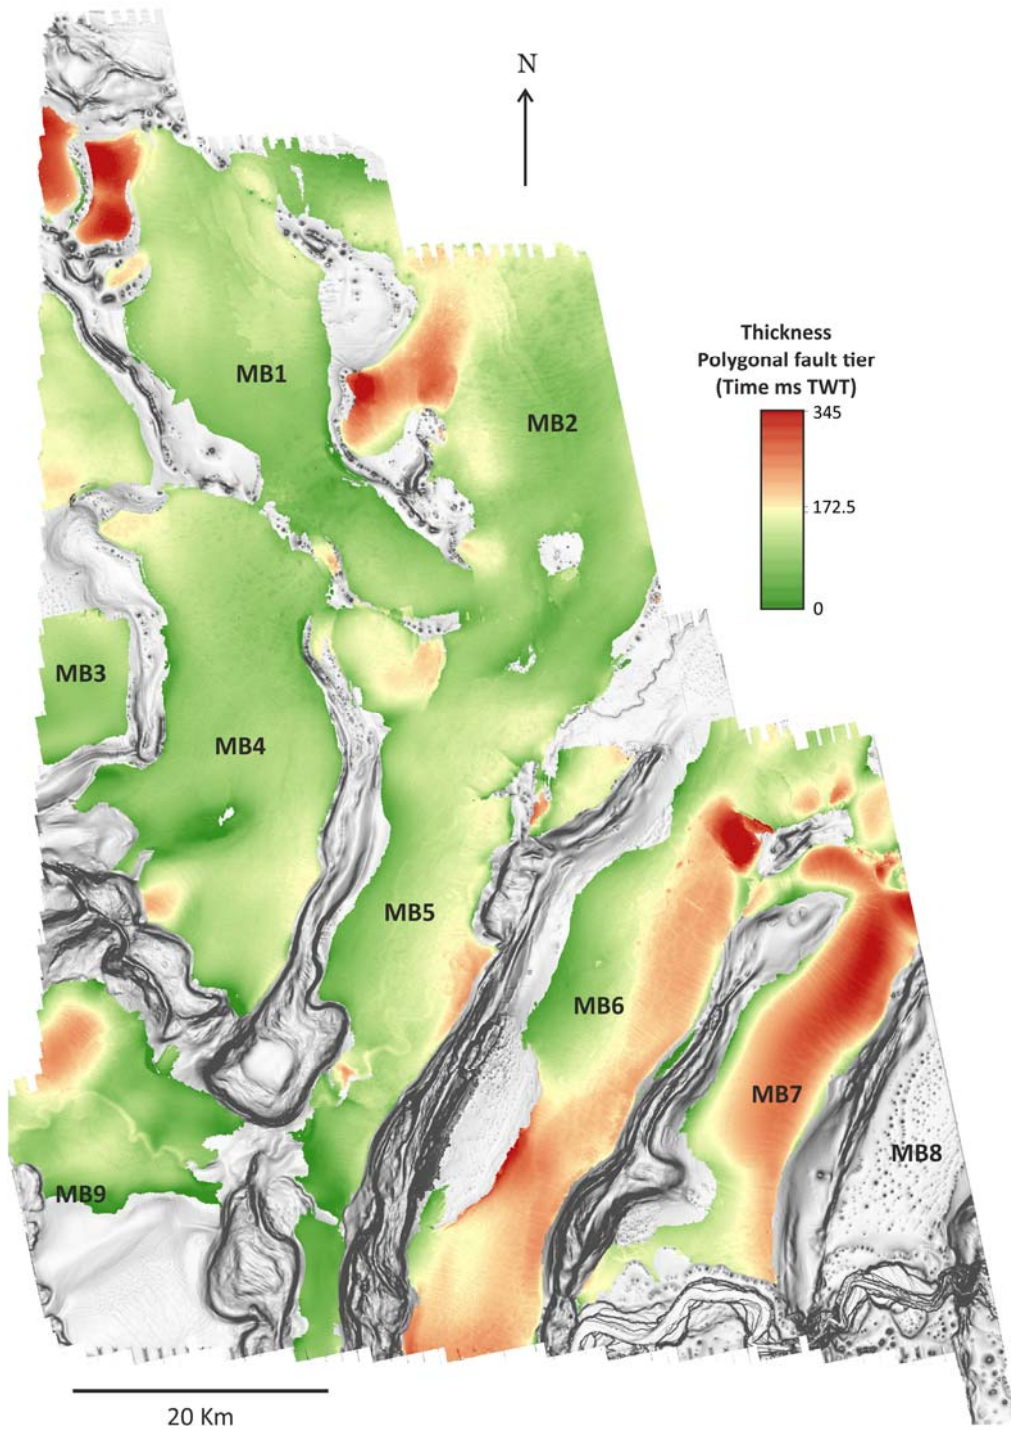 N
Thickness
Polygonal fault tier
(Time ms TWT)
345
172.5
0
MB1
MB2
MB3
MB4
MB5
MB6
MB7
MB8
MB9
20 Km